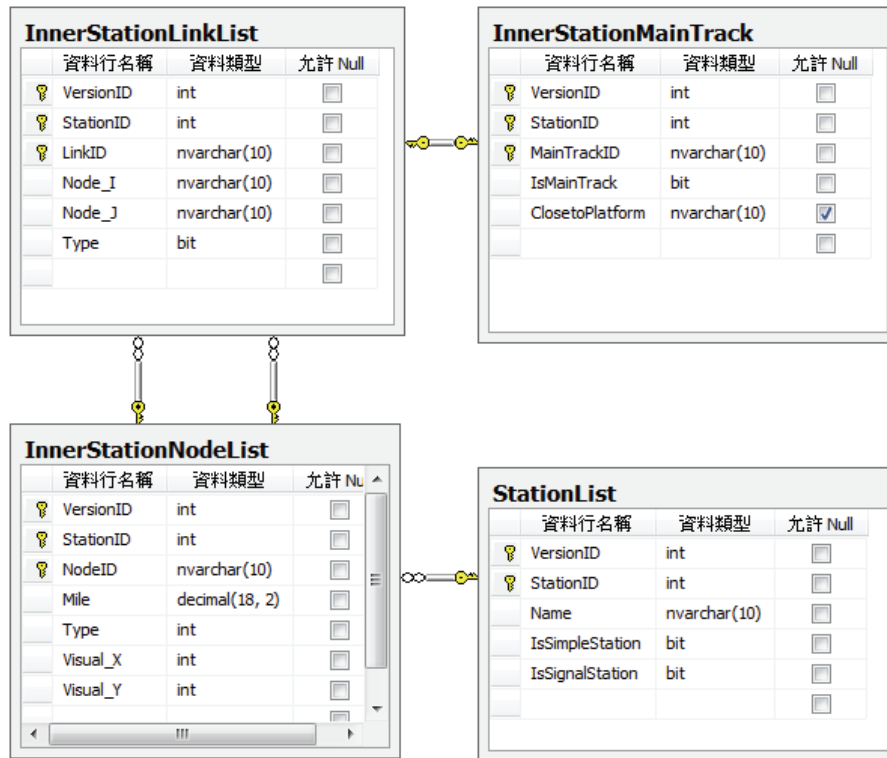 InnerStationLinkList
資料行名稱 資料類型 允許 Null
VersionID int
StationID int
LinkID nvarchar(10)
Node_I nvarchar(10)
Node_J nvarchar(10)
Type bit
InnerStationMainTrack
資料行名稱 資料類型 允許 Null
VersionID int
StationID int
MainTrackID nvarchar(10)
IsMainTrack bit
ClosetoPlatform nvarchar(10)
InnerStationNodeList
資料行名稱 資料類型 允許 Nu
VersionID int
StationID int
NodeID nvarchar(10)
Mile decimal(18, 2)
Type int
Visual_X int
Visual_Y int
StationList
資料行名稱 資料類型 允許 Null
VersionID int
StationID int
Name nvarchar(10)
IsSimpleStation bit
IsSignalStation bit